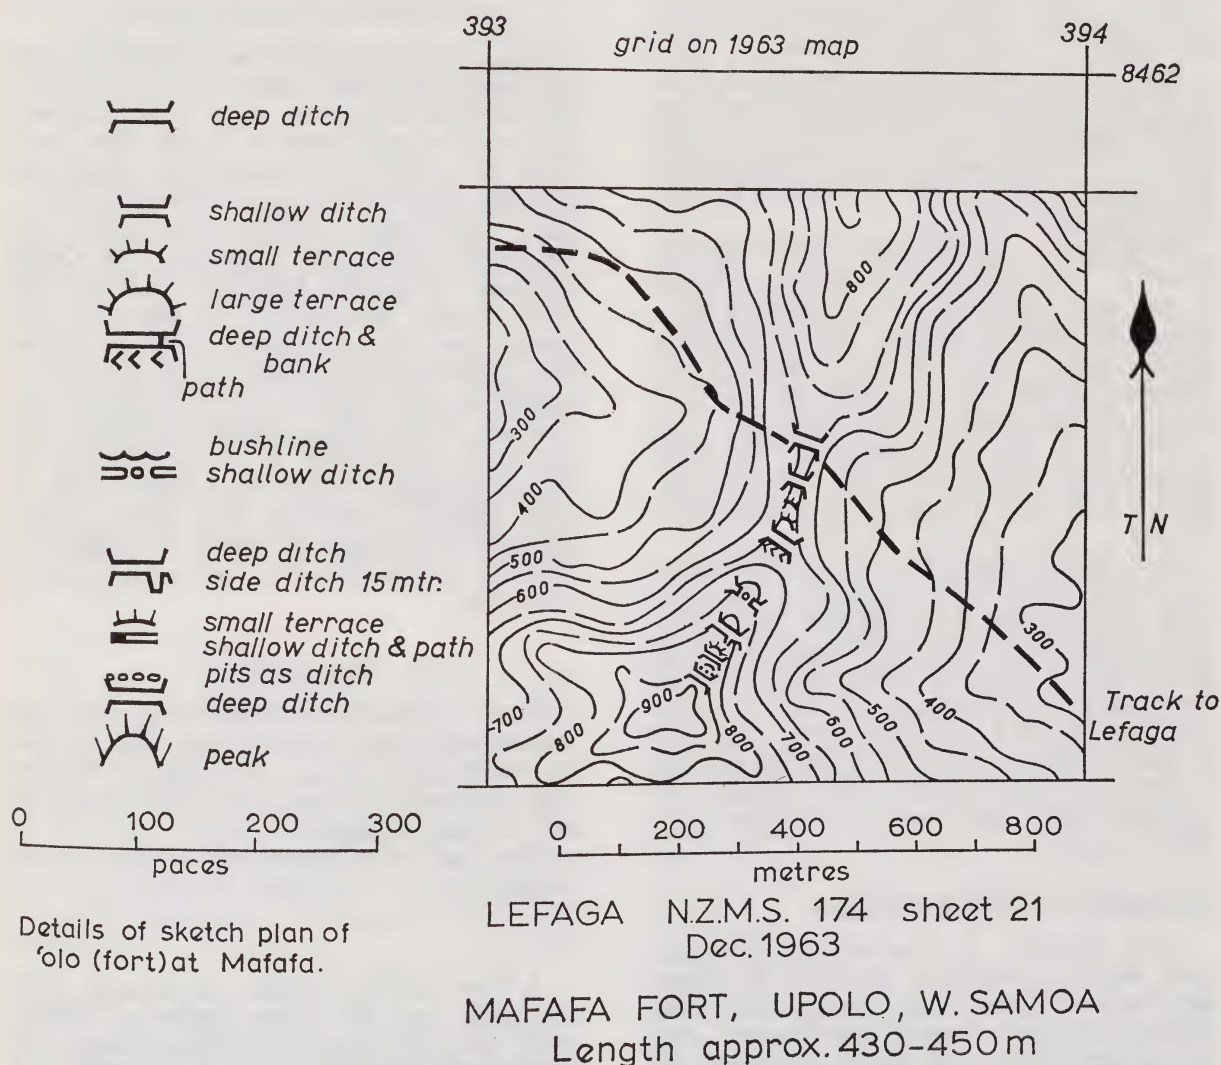 393
394
grid on 1963 map
8462
deep ditch
shallow ditch
small terrace
large terrace
deep ditch &
bank
path
bushline
shallow ditch
deep ditch
side ditch 15 mtr.
small terrace
shallow ditch & path
pits as ditch
deep ditch
peak
0 100 200 300
paces
Details of sketch plan of
'olo (fort) at Mafafa.
800
300
400
500
600
700
800
900
800
700
600
500
400
300
T N
Track to
Lefaga
0 200 400 600 800
metres
LEFAGA N.Z.M.S. 174 sheet 21
Dec. 1963
MAFAFA FORT, UPOLO, W. SAMOA
Length approx. 430-450 m